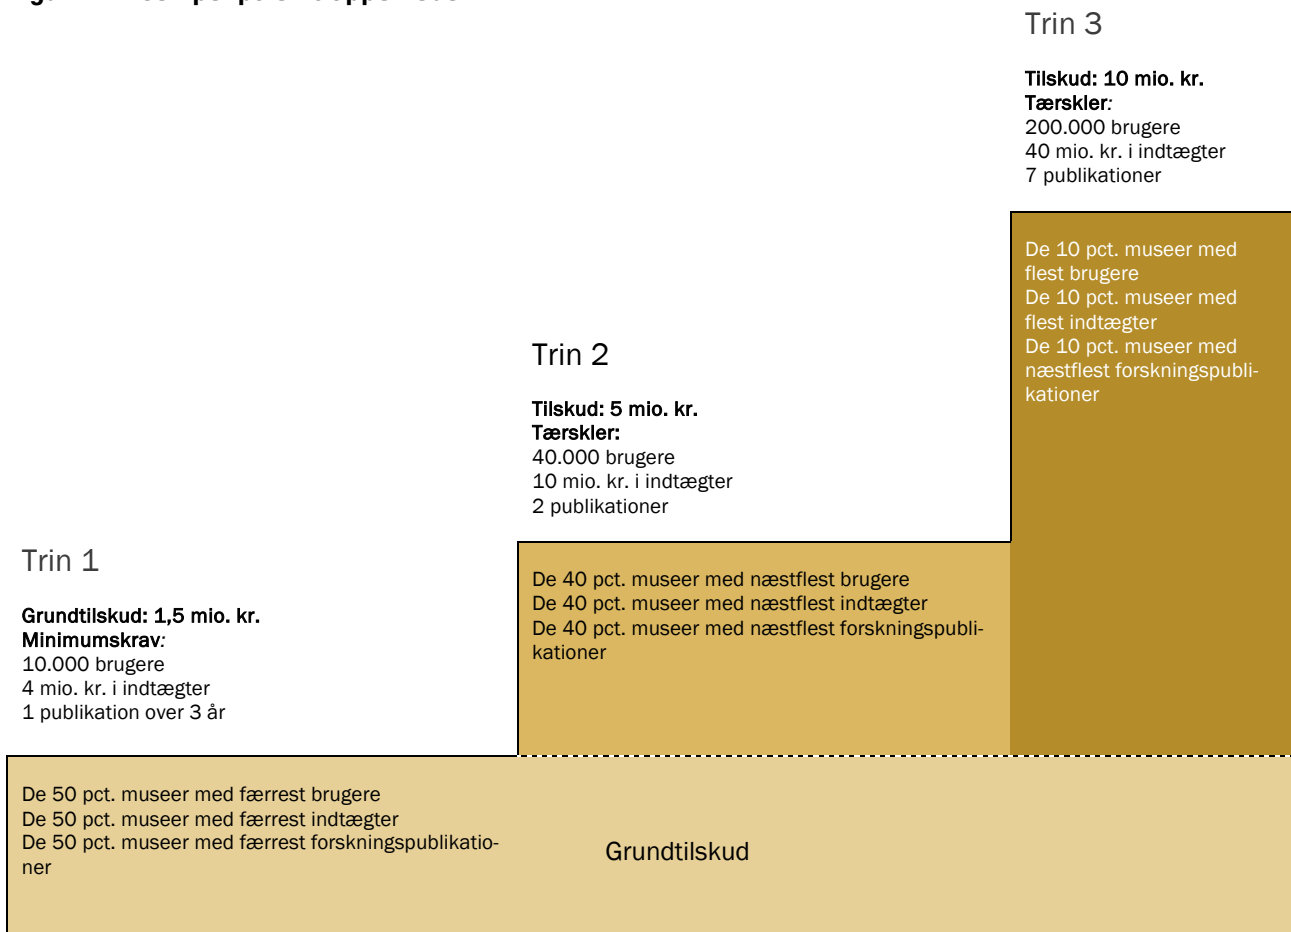 Trin 3
Tilskud: 10 mio. kr.
Tærskler:
200.000 brugere
40 mio. kr. i indtægter
7 publikationer
De 10 pct. museer med
flest brugere
De 10 pct. museer med
flest indtægter
De 10 pct. museer med
næstflest forskningspubli-
kationer
Trin 2
Tilskud: 5 mio. kr.
Tærskler:
40.000 brugere
10 mio. kr. i indtægter
2 publikationer
De 40 pct. museer med næstflest brugere
De 40 pct. museer med næstflest indtægter
De 40 pct. museer med næstflest forskningspubli-
kationer
Trin 1
Grundtilskud: 1,5 mio. kr.
Minimumskrav:
10.000 brugere
4 mio. kr. i indtægter
1 publikation over 3 år
De 50 pct. museer med færrest brugere
De 50 pct. museer med færrest indtægter
De 50 pct. museer med færrest forskningspublikatio-
ner
Grundtilskud